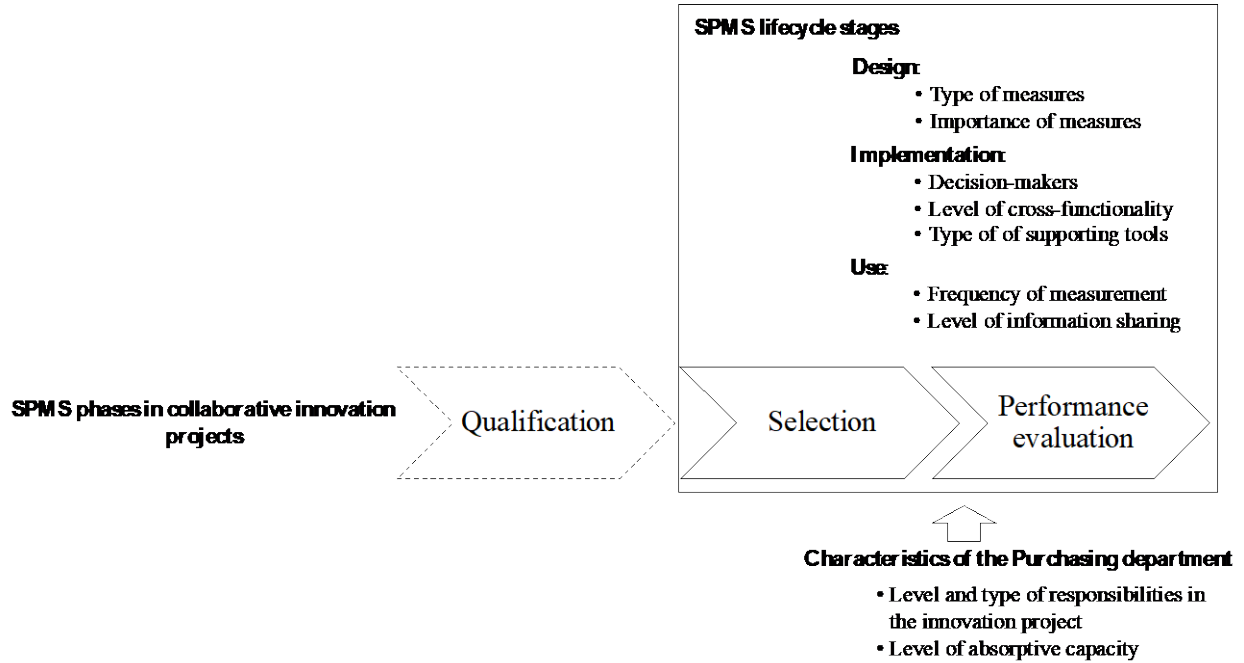 SPMS lifecycle stages
Design:
• Type of measures
• Importance of measures
Implementation:
• Decision-makers
• Level of cross-functionality
• Type of of supporting tools
Use:
• Frequency of measurement
• Level of information sharing
SPMS phases in collaborative innovation
projects
Qualification
Selection
Performance
evaluation
Characteristics of the Purchasing department
• Level and type of responsibilities in
the innovation project
• Level of absorptive capacity